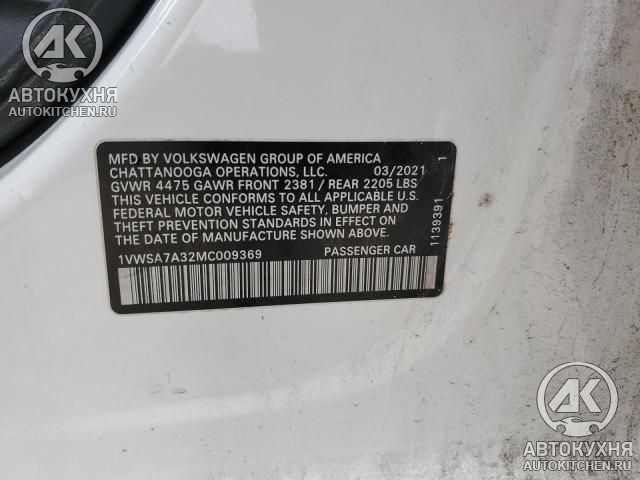 AK
АВТОКУХНЯ
AUTOKITCHEN.RU
MFD BY VOLKSWAGEN GROUP OF AMERICA
CHATTANOOGA OPERATIONS, LLC. 03/2021
GVWR 4475 GAWR FRONT 2381 / REAR 2205 LBS
THIS VEHICLE CONFORMS TO ALL APPLICABLE U.S.
FEDERAL MOTOR VEHICLE SAFETY, BUMPER AND
THEFT PREVENTION STANDARDS IN EFFECT ON
THE DATE OF MANUFACTURE SHOWN ABOVE.
1VWSA7A32MC009369 PASSENGER CAR
1139391 1
AK
АВТОКУХНЯ
AUTOKITCHEN.RU